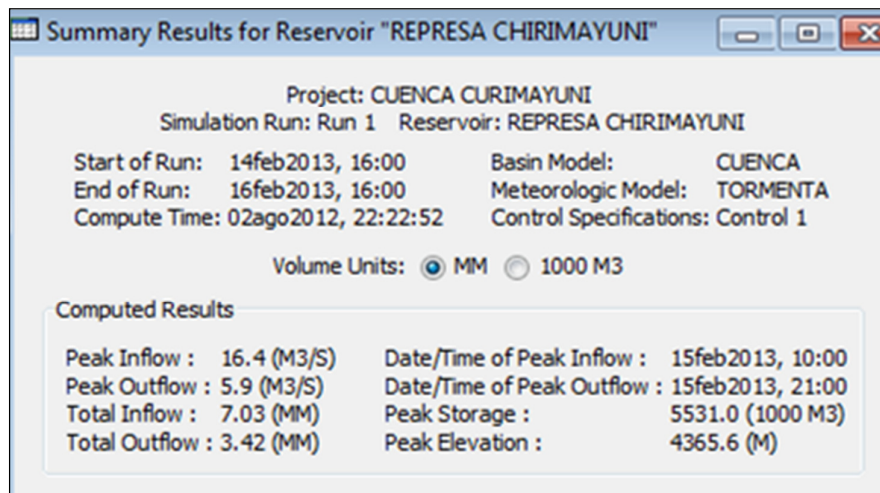 Summary Results for Reservoir "REPRESA CHIRIMAYUNI"
Project: CUENCA CURIMAYUNI
Simulation Run: Run 1 Reservoir: REPRESA CHIRIMAYUNI
Start of Run: 14feb2013, 16:00 Basin Model: CUENCA
End of Run: 16feb2013, 16:00 Meteorologic Model: TORMENTA
Compute Time: 02ago2012, 22:22:52 Control Specifications: Control 1
Volume Units: MM 1000 M3
Computed Results
Peak Inflow : 16.4 (M3/S) Date/Time of Peak Inflow : 15feb2013, 10:00
Peak Outflow : 5.9 (M3/S) Date/Time of Peak Outflow : 15feb2013, 21:00
Total Inflow : 7.03 (MM) Peak Storage : 5531.0 (1000 M3)
Total Outflow : 3.42 (MM) Peak Elevation : 4365.6 (M)